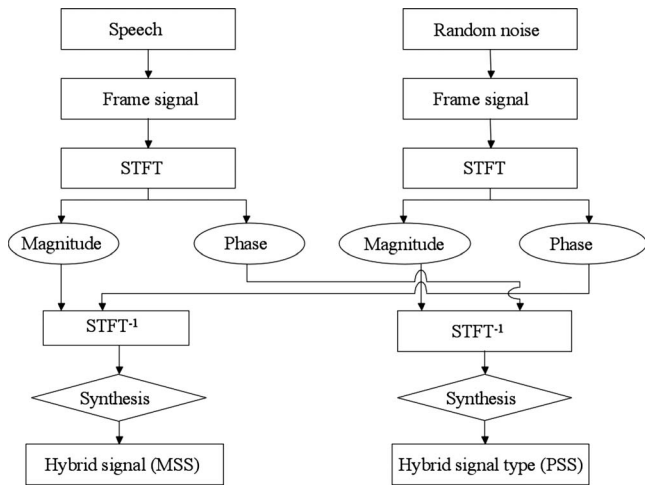 Speech
Random noise
Frame signal
Frame signal
STFT
STFT
Magnitude
Phase
Magnitude
Phase
STFT⁻¹
STFT⁻¹
Synthesis
Synthesis
Hybrid signal (MSS)
Hybrid signal type (PSS)